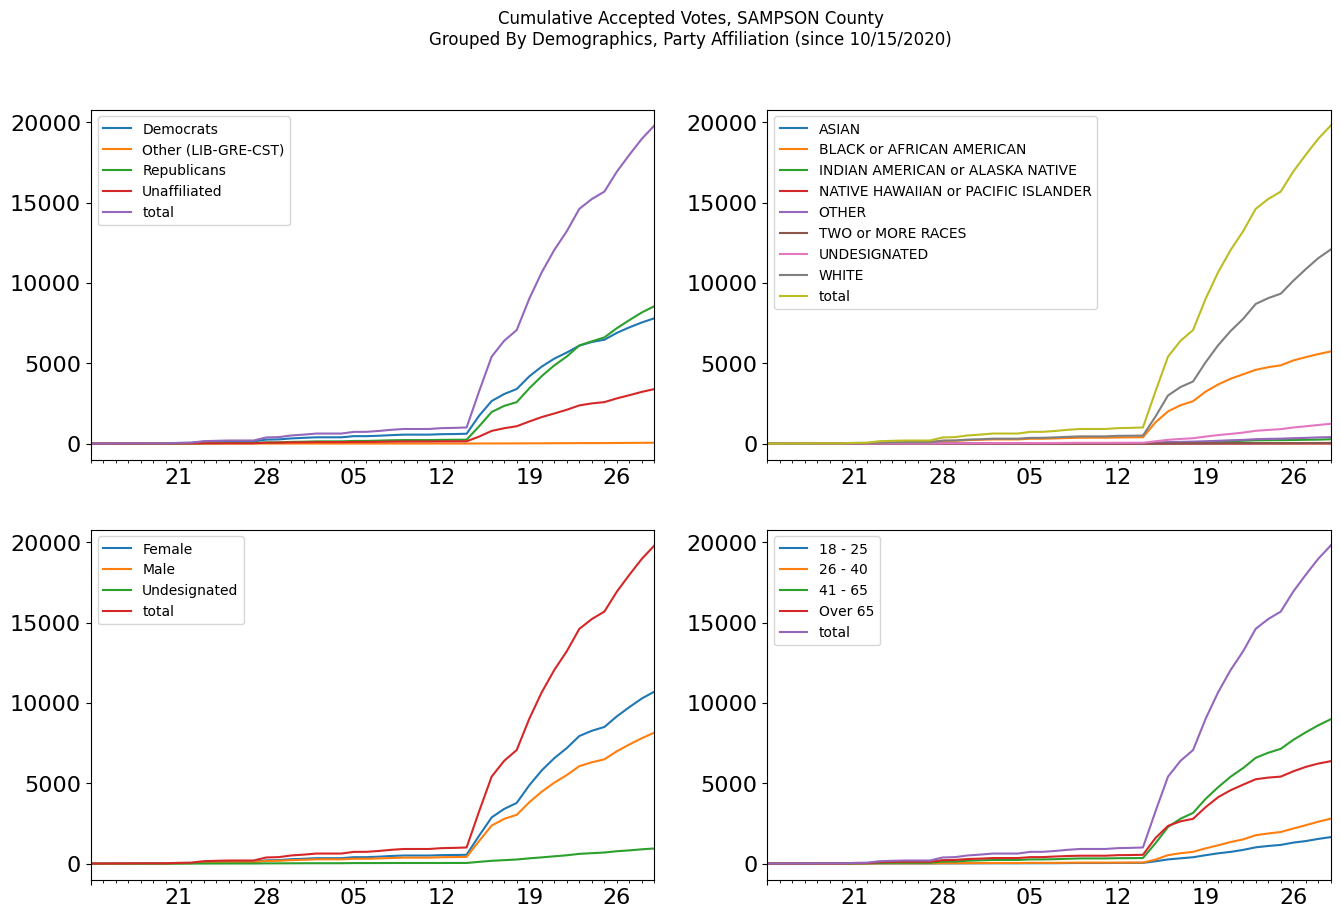 Cumulative Accepted Votes, SAMPSON County
Grouped By Demographics, Party Affiliation (since 10/15/2020)
20000
15000
10000
5000
0
Democrats
Other (LIB-GRE-CST)
Republicans
Unaffiliated
total
21 28 05 12 19 26
20000
15000
10000
5000
0
ASIAN
BLACK or AFRICAN AMERICAN
INDIAN AMERICAN or ALASKA NATIVE
NATIVE HAWAIIAN or PACIFIC ISLANDER
OTHER
TWO or MORE RACES
UNDESIGNATED
WHITE
total
21 28 05 12 19 26
20000
15000
10000
5000
0
Female
Male
Undesignated
total
21 28 05 12 19 26
20000
15000
10000
5000
0
18 - 25
26 - 40
41 - 65
Over 65
total
21 28 05 12 19 26